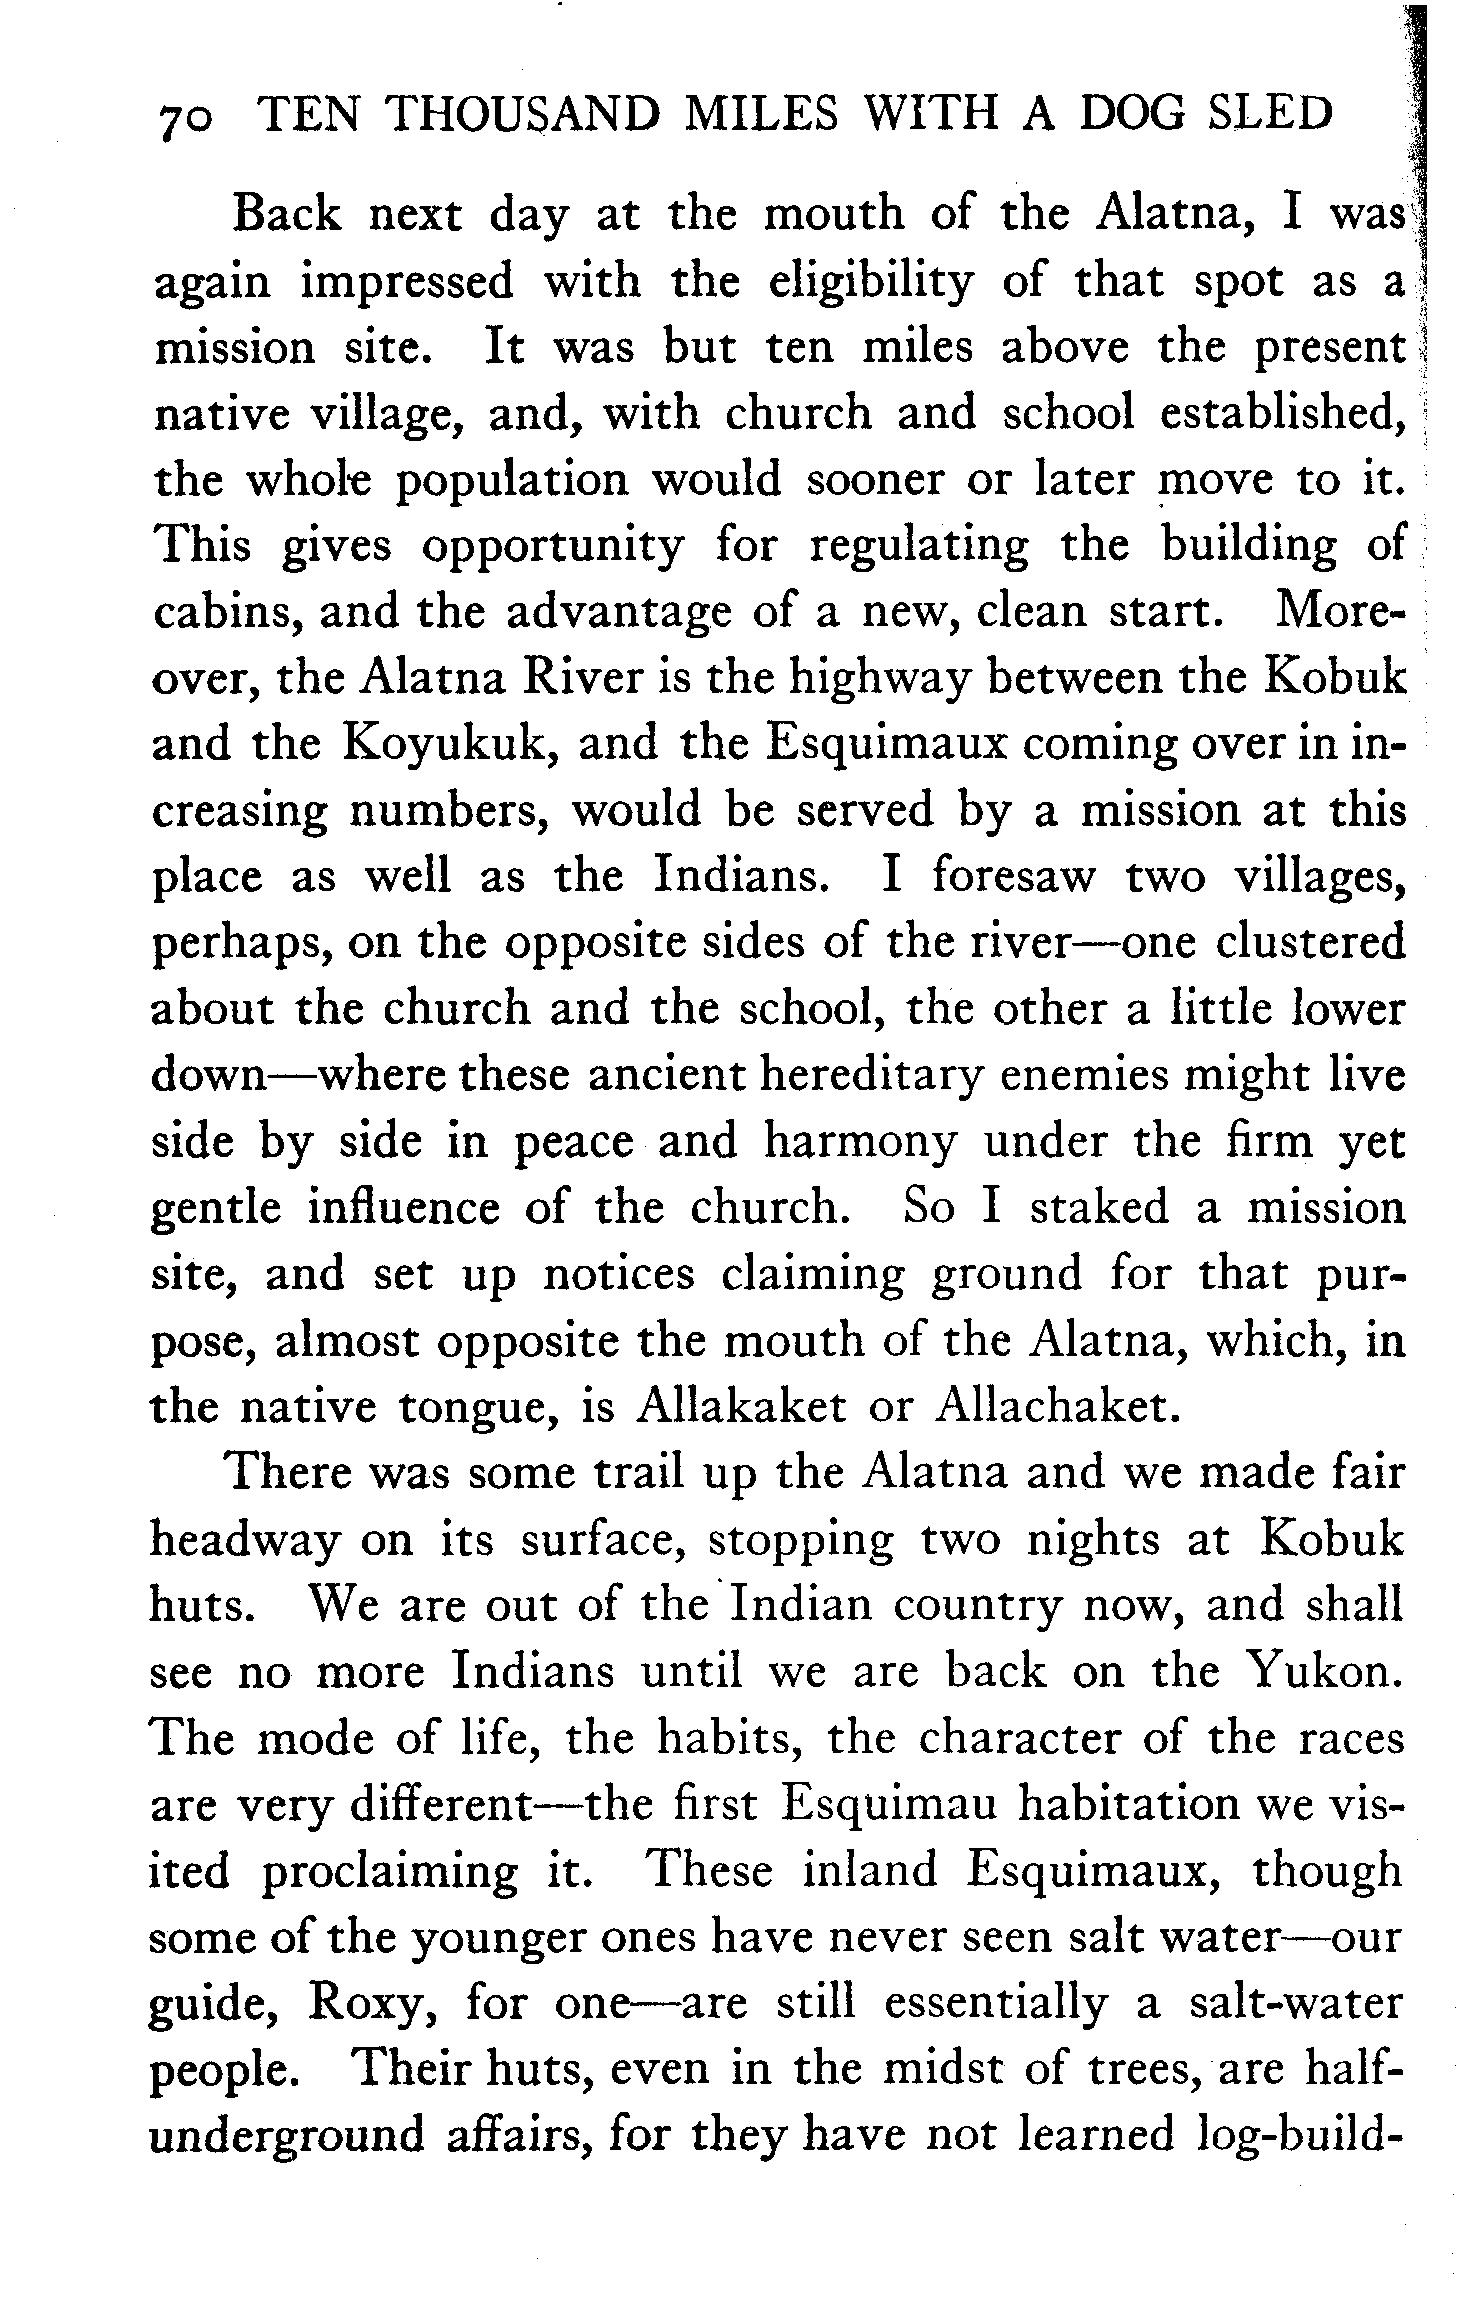 70 TEN THOUSAND MILES WITH A DOG SLED
Back next day at the mouth of the Alatna, I was
again impressed with the eligibility of that spot as a
mission site. It was but ten miles above the present
native village, and, with church and school established,
the whole population would sooner or later move to it.
This gives opportunity for regulating the building of
cabins, and the advantage of a new, clean start. More-
over, the Alatna River is the highway between the Kobuk
and the Koyukuk, and the Esquimaux coming over in in-
creasing numbers, would be served by a mission at this
place as well as the Indians. I foresaw two villages,
perhaps, on the opposite sides of the river—one clustered
about the church and the school, the other a little lower
down—where these ancient hereditary enemies might live
side by side in peace and harmony under the firm yet
gentle influence of the church. So I staked a mission
site, and set up notices claiming ground for that pur-
pose, almost opposite the mouth of the Alatna, which, in
the native tongue, is Allakaket or Allachaket.
There was some trail up the Alatna and we made fair
headway on its surface, stopping two nights at Kobuk
huts. We are out of the Indian country now, and shall
see no more Indians until we are back on the Yukon.
The mode of life, the habits, the character of the races
are very different—the first Esquimau habitation we vis-
ited proclaiming it. These inland Esquimaux, though
some of the younger ones have never seen salt water—our
guide, Roxy, for one—are still essentially a salt-water
people. Their huts, even in the midst of trees, are half-
underground affairs, for they have not learned log-build-